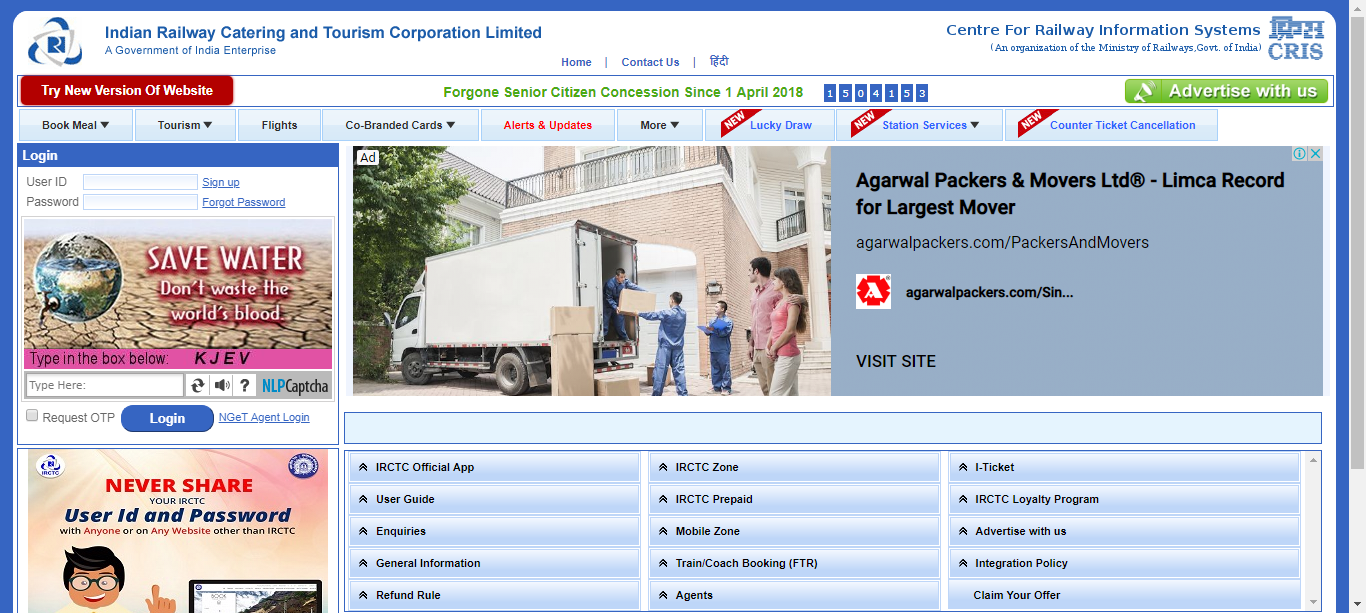 Indian Railway Catering and Tourism Corporation Limited
A Government of India Enterprise
Centre For Railway Information Systems
(An organization of the Ministry of Railways,Govt. of India)
CRIS
Home | Contact Us | हिंदी
Try New Version Of Website
Forgone Senior Citizen Concession Since 1 April 2018 1 5 0 4 1 5 3
Advertise with us
Book Meal ▼ Tourism ▼ Flights Co-Branded Cards ▼ Alerts & Updates More ▼ NEW Lucky Draw NEW Station Services ▼ NEW Counter Ticket Cancellation
Login
User ID Sign up
Password Forgot Password
SAVE WATER
Don't waste the
world's blood.
Type in the box below: K J E V
Type Here: ? NLPCaptcha
Request OTP Login NGeT Agent Login
Ad
Agarwal Packers & Movers Ltd® - Limca Record
for Largest Mover
agarwalpackers.com/PackersAndMovers
agarwalpackers.com/Sin...
VISIT SITE
IRCTC
NEVER SHARE
YOUR IRCTC
User Id and Password
with Anyone or on Any Website other than IRCTC
IRCTC Official App IRCTC Zone I-Ticket
User Guide IRCTC Prepaid IRCTC Loyalty Program
Enquiries Mobile Zone Advertise with us
General Information Train/Coach Booking (FTR) Integration Policy
Refund Rule Agents Claim Your Offer